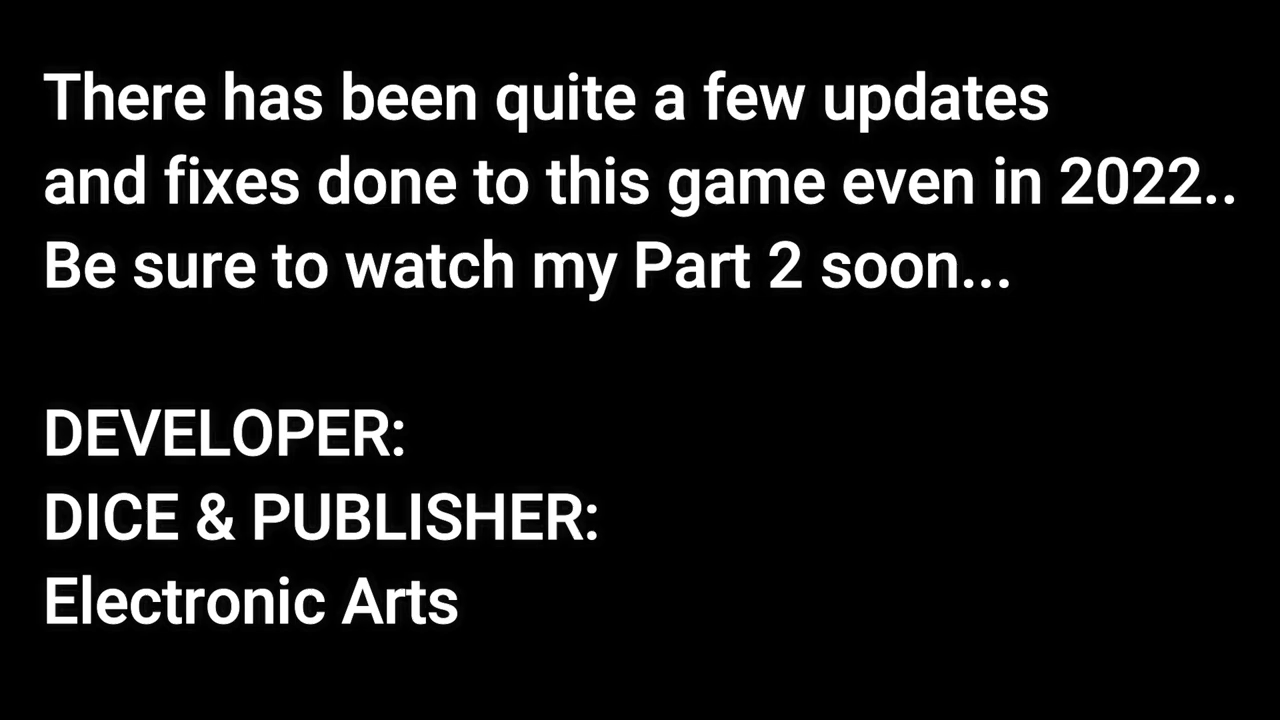 There has been quite a few updates
and fixes done to this game even in 2022..
Be sure to watch my Part 2 soon...
DEVELOPER:
DICE & PUBLISHER:
Electronic Arts